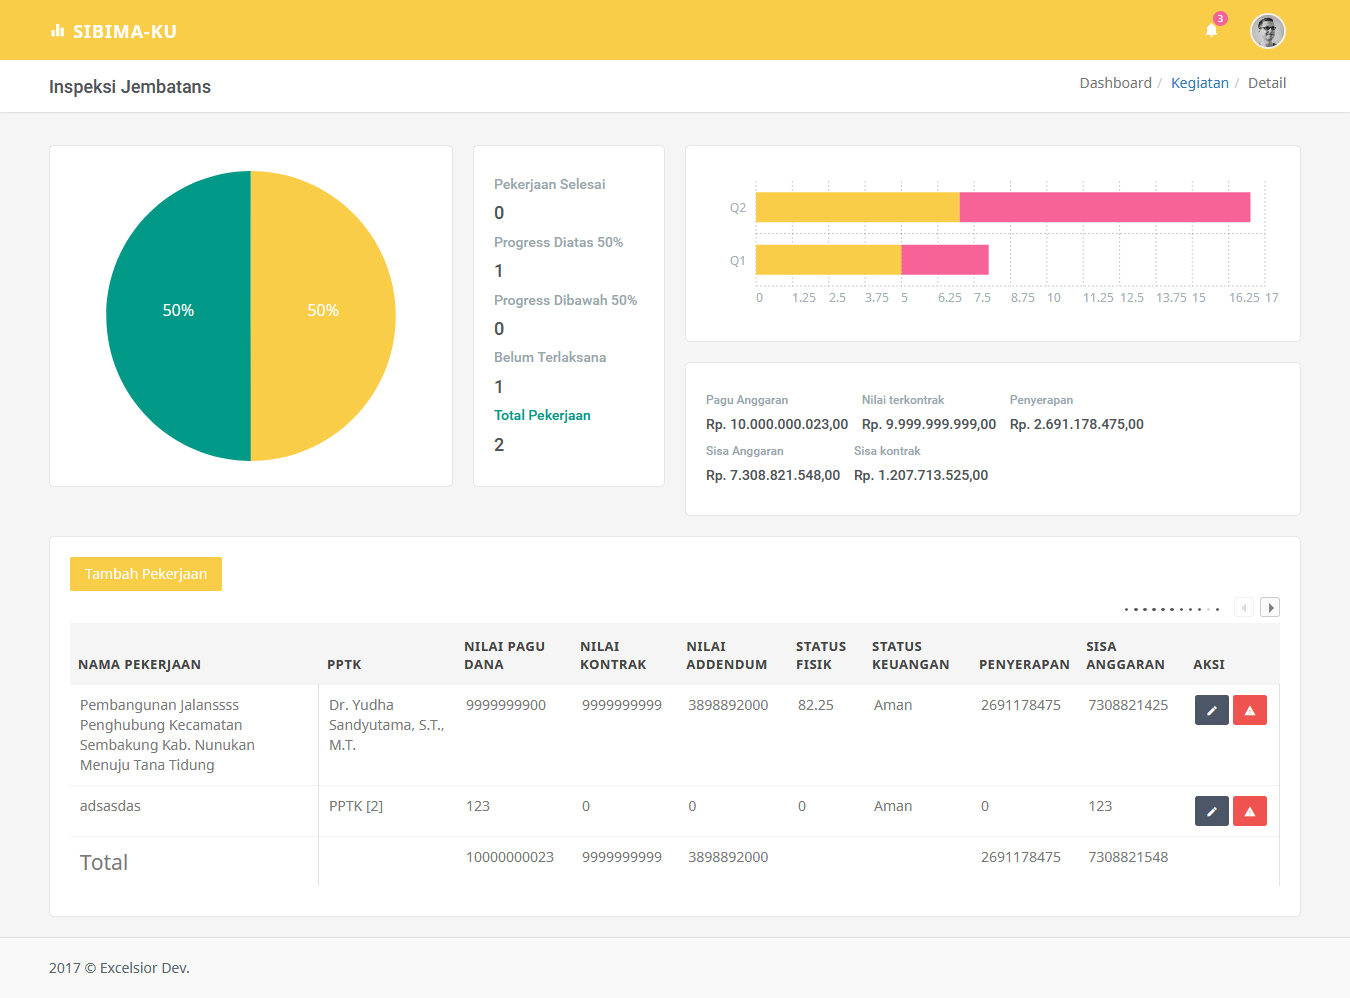 SIBIMA-KU
3
Inspeksi Jembatans
Dashboard / Kegiatan / Detail
50%
50%
Pekerjaan Selesai
0
Progress Diatas 50%
1
Progress Dibawah 50%
0
Belum Terlaksana
1
Total Pekerjaan
2
Q2
Q1
0 1.25 2.5 3.75 5 6.25 7.5 8.75 10 11.25 12.5 13.75 15 16.25 17
Pagu Anggaran Nilai terkontrak Penyerapan
Rp. 10.000.000.023,00 Rp. 9.999.999.999,00 Rp. 2.691.178.475,00
Sisa Anggaran Sisa kontrak
Rp. 7.308.821.548,00 Rp. 1.207.713.525,00
Tambah Pekerjaan
NAMA PEKERJAAN PPTK NILAI PAGU DANA NILAI KONTRAK NILAI ADDENDUM STATUS FISIK STATUS KEUANGAN PENYERAPAN SISA ANGGARAN AKSI
Pembangunan Jalanssss Dr. Yudha 9999999900 9999999999 3898892000 82.25 Aman 2691178475 7308821425
Penghubung Kecamatan Sandyutama, S.T.,
Sembakung Kab. Nunukan M.T.
Menuju Tana Tidung
adsasdas PPTK [2] 123 0 0 0 Aman 0 123
Total 10000000023 9999999999 3898892000 2691178475 7308821548
2017 © Excelsior Dev.